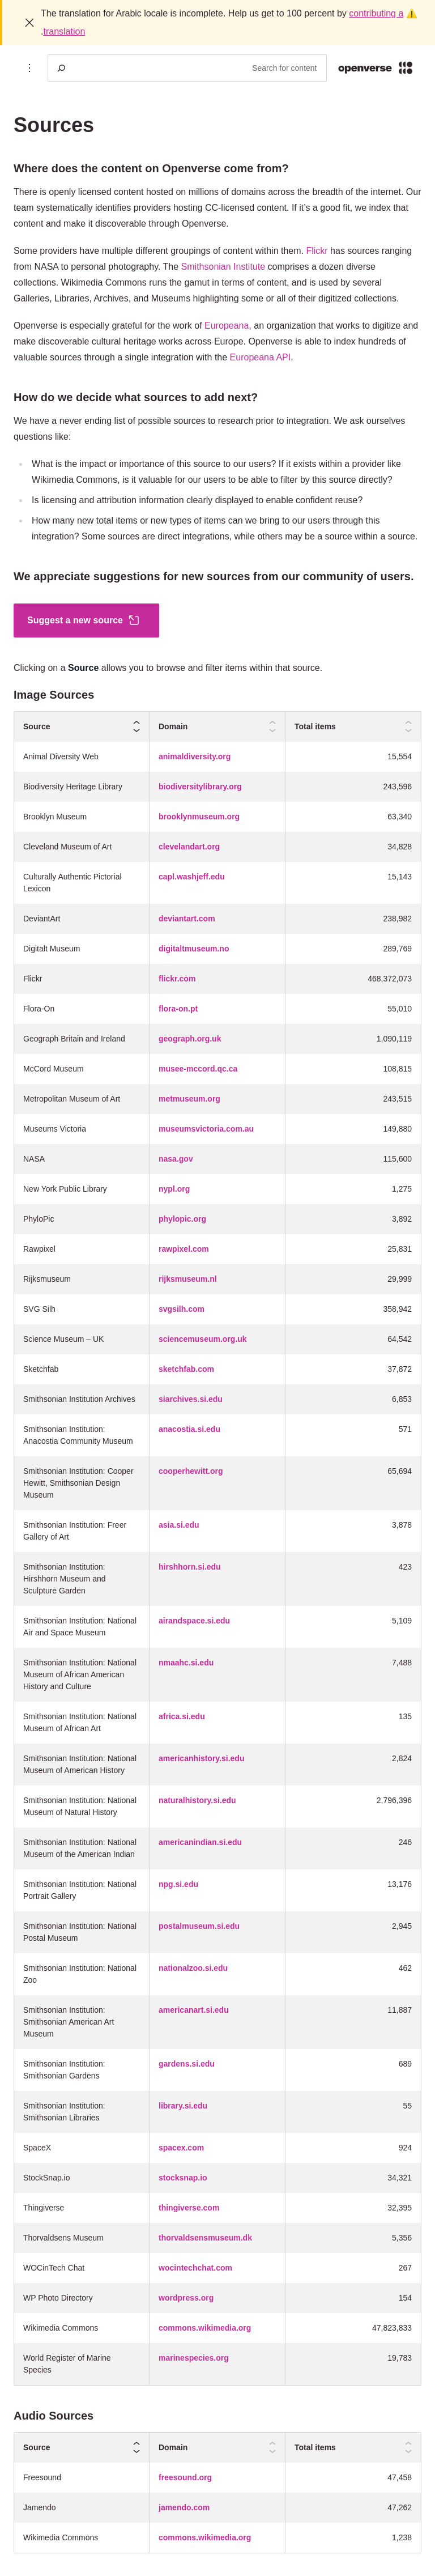 The translation for Arabic locale is incomplete. Help us get to 100 percent by contributing a
.translation
Search for content
openverse
Sources
Where does the content on Openverse come from?
There is openly licensed content hosted on millions of domains across the breadth of the internet. Our
team systematically identifies providers hosting CC-licensed content. If it's a good fit, we index that
content and make it discoverable through Openverse.
Some providers have multiple different groupings of content within them. Flickr has sources ranging
from NASA to personal photography. The Smithsonian Institute comprises a dozen diverse
collections. Wikimedia Commons runs the gamut in terms of content, and is used by several
Galleries, Libraries, Archives, and Museums highlighting some or all of their digitized collections.
Openverse is especially grateful for the work of Europeana, an organization that works to digitize and
make discoverable cultural heritage works across Europe. Openverse is able to index hundreds of
valuable sources through a single integration with the Europeana API.
How do we decide what sources to add next?
We have a never ending list of possible sources to research prior to integration. We ask ourselves
questions like:
What is the impact or importance of this source to our users? If it exists within a provider like
Wikimedia Commons, is it valuable for our users to be able to filter by this source directly?
Is licensing and attribution information clearly displayed to enable confident reuse?
How many new total items or new types of items can we bring to our users through this
integration? Some sources are direct integrations, while others may be a source within a source.
We appreciate suggestions for new sources from our community of users.
Suggest a new source
Clicking on a Source allows you to browse and filter items within that source.
Image Sources
Source Domain Total items
Animal Diversity Web animaldiversity.org 15,554
Biodiversity Heritage Library biodiversitylibrary.org 243,596
Brooklyn Museum brooklynmuseum.org 63,340
Cleveland Museum of Art clevelandart.org 34,828
Culturally Authentic Pictorial capl.washjeff.edu 15,143
Lexicon
DeviantArt deviantart.com 238,982
Digitalt Museum digitaltmuseum.no 289,769
Flickr flickr.com 468,372,073
Flora-On flora-on.pt 55,010
Geograph Britain and Ireland geograph.org.uk 1,090,119
McCord Museum musee-mccord.qc.ca 108,815
Metropolitan Museum of Art metmuseum.org 243,515
Museums Victoria museumsvictoria.com.au 149,880
NASA nasa.gov 115,600
New York Public Library nypl.org 1,275
PhyloPic phylopic.org 3,892
Rawpixel rawpixel.com 25,831
Rijksmuseum rijksmuseum.nl 29,999
SVG Silh svgsilh.com 358,942
Science Museum – UK sciencemuseum.org.uk 64,542
Sketchfab sketchfab.com 37,872
Smithsonian Institution Archives siarchives.si.edu 6,853
Smithsonian Institution: anacostia.si.edu 571
Anacostia Community Museum
Smithsonian Institution: Cooper cooperhewitt.org 65,694
Hewitt, Smithsonian Design
Museum
Smithsonian Institution: Freer asia.si.edu 3,878
Gallery of Art
Smithsonian Institution: hirshhorn.si.edu 423
Hirshhorn Museum and
Sculpture Garden
Smithsonian Institution: National airandspace.si.edu 5,109
Air and Space Museum
Smithsonian Institution: National nmaahc.si.edu 7,488
Museum of African American
History and Culture
Smithsonian Institution: National africa.si.edu 135
Museum of African Art
Smithsonian Institution: National americanhistory.si.edu 2,824
Museum of American History
Smithsonian Institution: National naturalhistory.si.edu 2,796,396
Museum of Natural History
Smithsonian Institution: National americanindian.si.edu 246
Museum of the American Indian
Smithsonian Institution: National npg.si.edu 13,176
Portrait Gallery
Smithsonian Institution: National postalmuseum.si.edu 2,945
Postal Museum
Smithsonian Institution: National nationalzoo.si.edu 462
Zoo
Smithsonian Institution: americanart.si.edu 11,887
Smithsonian American Art
Museum
Smithsonian Institution: gardens.si.edu 689
Smithsonian Gardens
Smithsonian Institution: library.si.edu 55
Smithsonian Libraries
SpaceX spacex.com 924
StockSnap.io stocksnap.io 34,321
Thingiverse thingiverse.com 32,395
Thorvaldsens Museum thorvaldsensmuseum.dk 5,356
WOCinTech Chat wocintechchat.com 267
WP Photo Directory wordpress.org 154
Wikimedia Commons commons.wikimedia.org 47,823,833
World Register of Marine marinespecies.org 19,783
Species
Audio Sources
Source Domain Total items
Freesound freesound.org 47,458
Jamendo jamendo.com 47,262
Wikimedia Commons commons.wikimedia.org 1,238